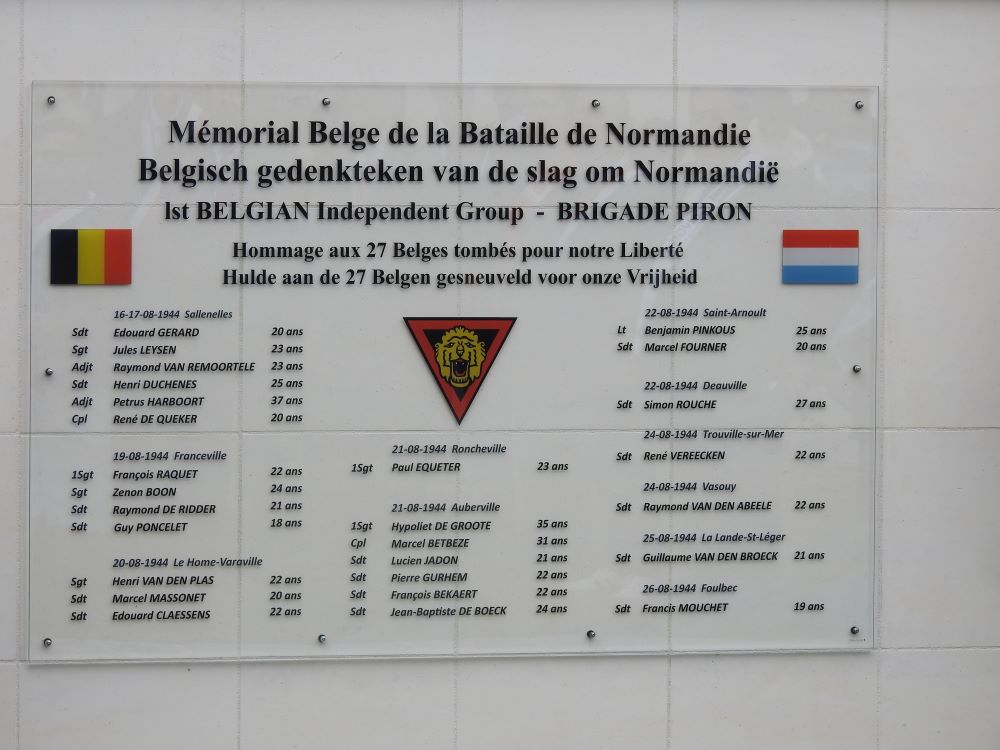 Mémorial Belge de la Bataille de Normandie
Belgisch gedenkteken van de slag om Normandië
1st BELGIAN Independent Group - BRIGADE PIRON
Hommage aux 27 Belges tombés pour notre Liberté
Hulde aan de 27 Belgen gesneuveld voor onze Vrijheid
16-17-08-1944 Sallenelles
Sdt Edouard GERARD 20 ans
Sgt Jules LEYSEN 23 ans
Adjt Raymond VAN REMOORTELE 23 ans
Sdt Henri DUCHENES 25 ans
Adjt Petrus HARBOORT 37 ans
Cpl René DE QUEKER 20 ans
19-08-1944 Franceville
1Sgt François RAQUET 22 ans
Sgt Zenon BOON 24 ans
Sdt Raymond DE RIDDER 21 ans
Sdt Guy PONCELET 18 ans
20-08-1944 Le Home-Varaville
Sgt Henri VAN DEN PLAS 22 ans
Sdt Marcel MASSONET 20 ans
Sdt Edouard CLAESSENS 22 ans
21-08-1944 Roncheville
1Sgt Paul EQUETER 23 ans
21-08-1944 Auberville
1Sgt Hypoliet DE GROOTE 35 ans
Cpl Marcel BETBEZE 31 ans
Sdt Lucien JADON 21 ans
Sdt Pierre GURHEM 22 ans
Sdt François BEKAERT 22 ans
Sdt Jean-Baptiste DE BOECK 24 ans
22-08-1944 Saint-Arnoult
Lt Benjamin PINKOUS 25 ans
Sdt Marcel FOURNER 20 ans
22-08-1944 Deauville
Sdt Simon ROUCHE 27 ans
24-08-1944 Trouville-sur-Mer
Sdt René VEREECKEN 22 ans
24-08-1944 Vasouy
Sdt Raymond VAN DEN ABEELE 22 ans
25-08-1944 La Lande-St-Léger
Sdt Guillaume VAN DEN BROECK 21 ans
26-08-1944 Foulbec
Sdt Francis MOUCHET 19 ans